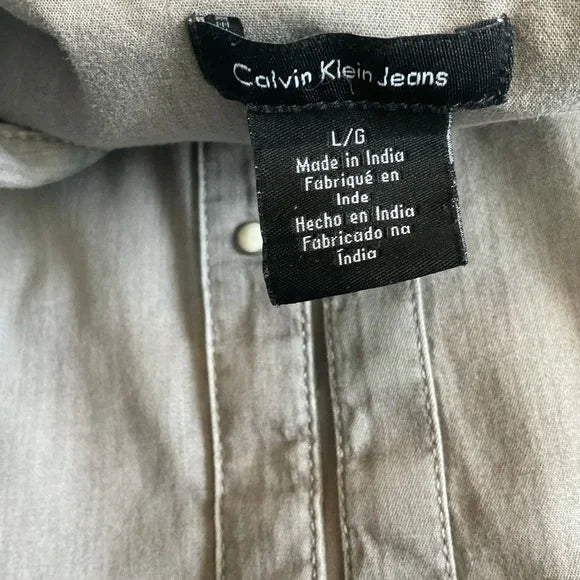 Calvin Klein Jeans
L/G
Made in India
Fabriqué en
Inde
Hecho en India
Fabricado na
Índia